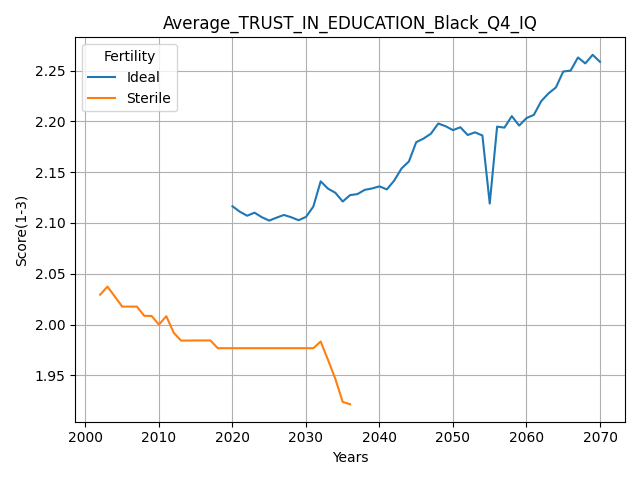 Average_TRUST_IN_EDUCATION_Black_Q4_IQ
Fertility
Ideal
Sterile
Score(1-3)
2.25
2.20
2.15
2.10
2.05
2.00
1.95
2000 2010 2020 2030 2040 2050 2060 2070
Years